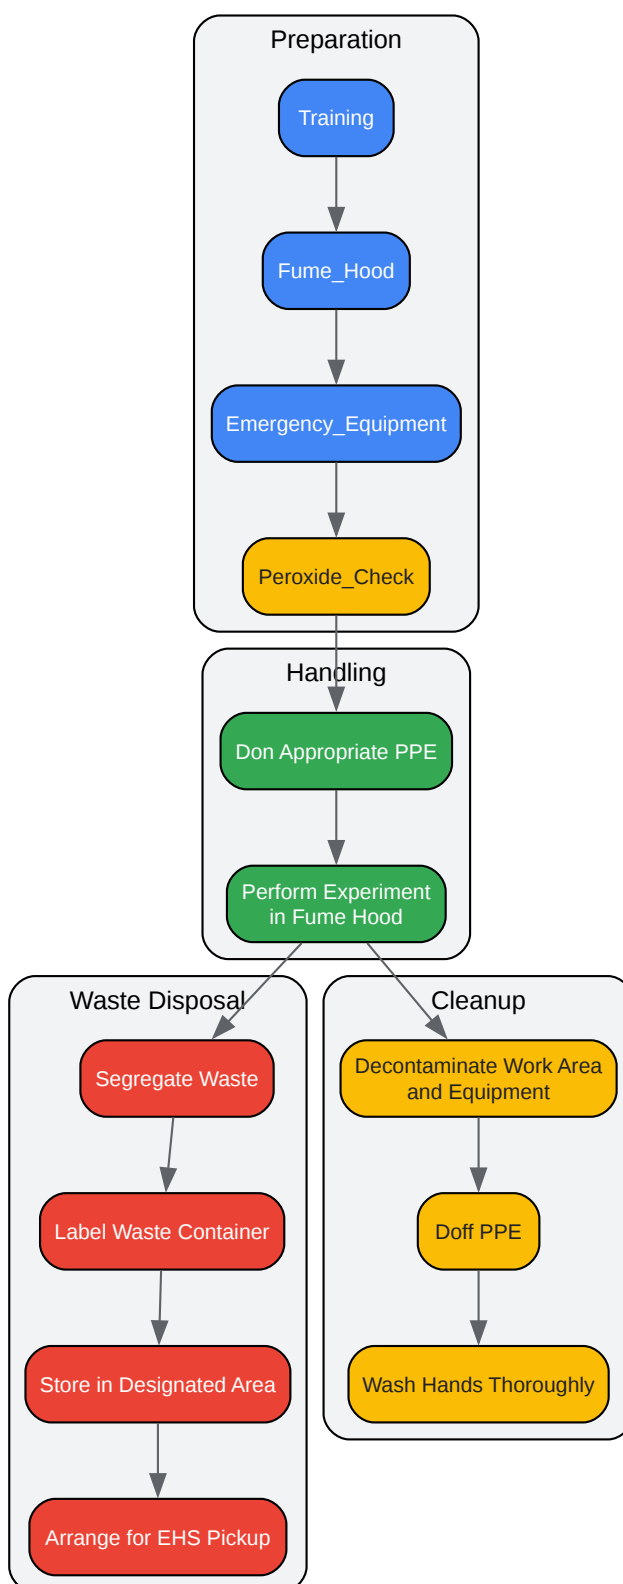 Preparation
Training
Fume_Hood
Emergency_Equipment
Peroxide_Check
Handling
Don Appropriate PPE
Perform Experiment
in Fume Hood
Waste Disposal
Segregate Waste
Label Waste Container
Store in Designated Area
Arrange for EHS Pickup
Cleanup
Decontaminate Work Area
and Equipment
Doff PPE
Wash Hands Thoroughly